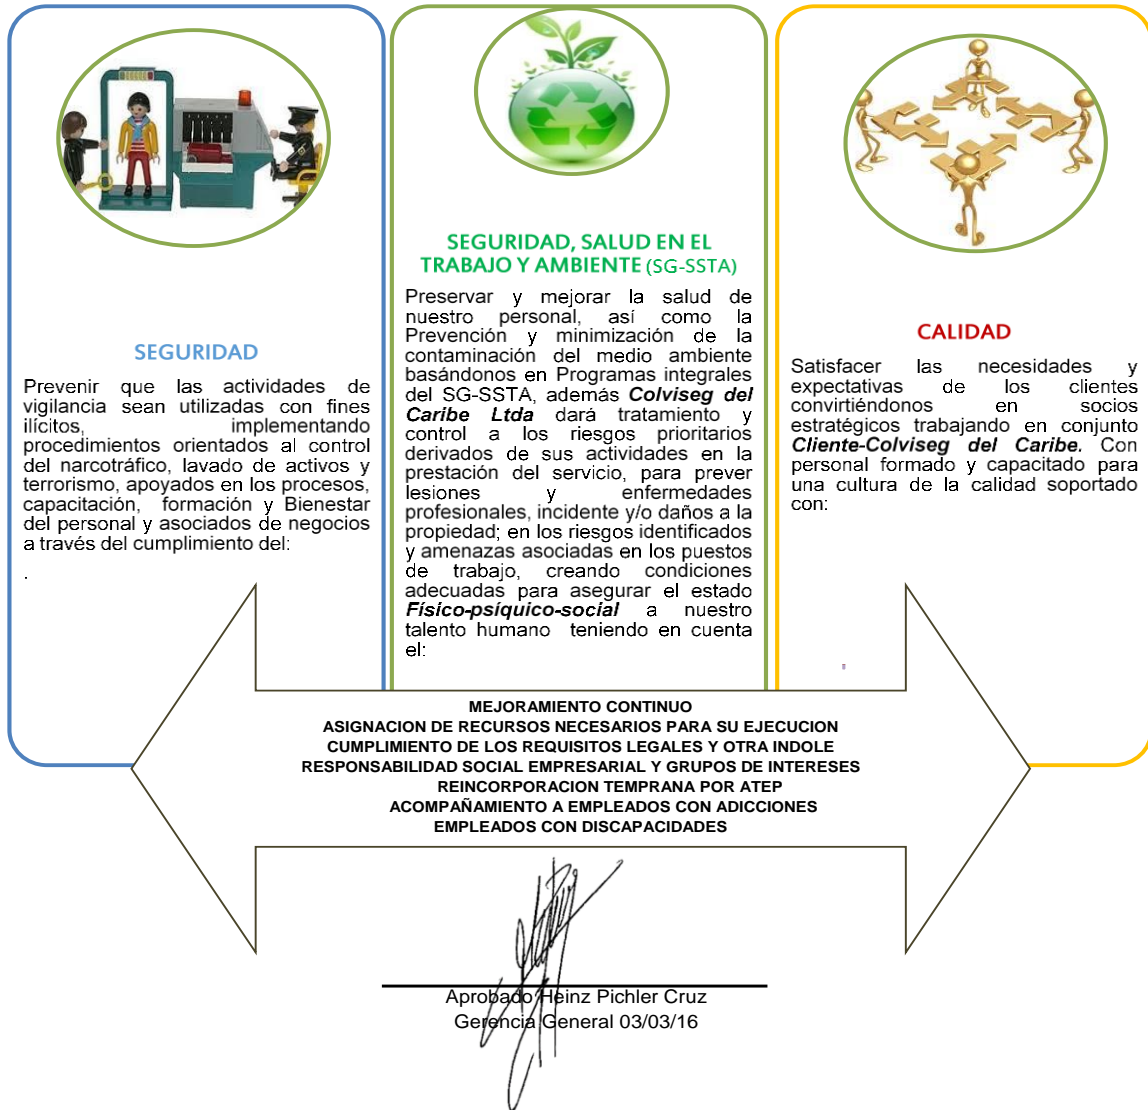 SEGURIDAD
Prevenir que las actividades de
vigilancia sean utilizadas con fines
ilícitos, implementando
procedimientos orientados al control
del narcotráfico, lavado de activos y
terrorismo, apoyados en los procesos,
capacitación, formación y Bienestar
del personal y asociados de negocios
a través del cumplimiento del:
.
SEGURIDAD, SALUD EN EL
TRABAJO Y AMBIENTE (SG-SSTA)
Preservar y mejorar la salud de
nuestro personal, así como la
Prevención y minimización de la
contaminación del medio ambiente
basándonos en Programas integrales
del SG-SSTA, además Colviseg del
Caribe Ltda dará tratamiento y
control a los riesgos prioritarios
derivados de sus actividades en la
prestación del servicio, para prever
lesiones y enfermedades
profesionales, incidente y/o daños a la
propiedad; en los riesgos identificados
y amenazas asociadas en los puestos
de trabajo, creando condiciones
adecuadas para asegurar el estado
Físico-psíquico-social a nuestro
talento humano teniendo en cuenta
el:
CALIDAD
Satisfacer las necesidades y
expectativas de los clientes
convirtiéndonos en socios
estratégicos trabajando en conjunto
Cliente-Colviseg del Caribe. Con
personal formado y capacitado para
una cultura de la calidad soportado
con:
MEJORAMIENTO CONTINUO
ASIGNACION DE RECURSOS NECESARIOS PARA SU EJECUCION
CUMPLIMIENTO DE LOS REQUISITOS LEGALES Y OTRA INDOLE
RESPONSABILIDAD SOCIAL EMPRESARIAL Y GRUPOS DE INTERESES
REINCORPORACION TEMPRANA POR ATEP
ACOMPAÑAMIENTO A EMPLEADOS CON ADICCIONES
EMPLEADOS CON DISCAPACIDADES
Aprobado Heinz Pichler Cruz
Gerencia General 03/03/16